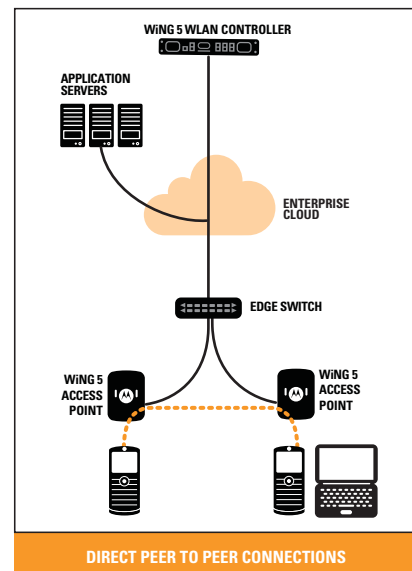 WiNG 5 WLAN CONTROLLER
APPLICATION
SERVERS
ENTERPRISE
CLOUD
EDGE SWITCH
WiNG 5
ACCESS
POINT
WiNG 5
ACCESS
POINT
DIRECT PEER TO PEER CONNECTIONS